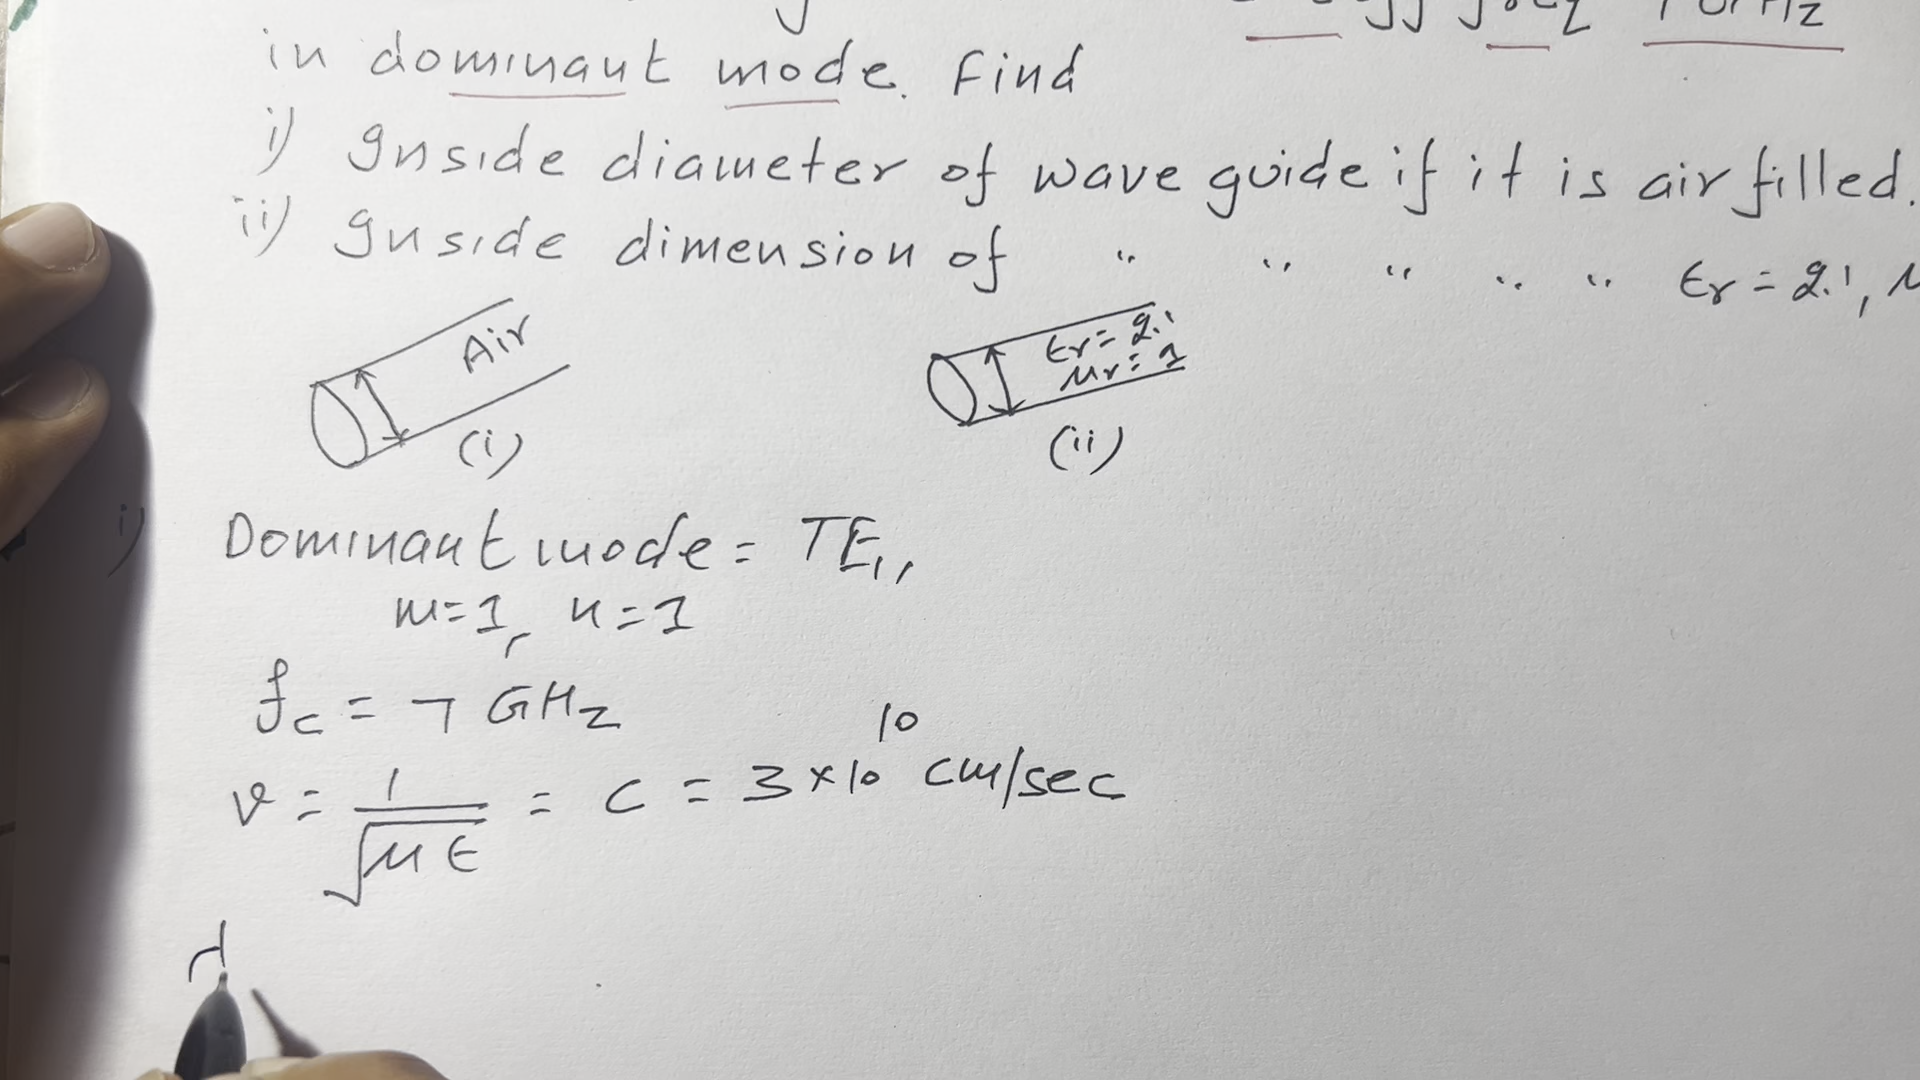 in dominant mode. Find
i) Inside diameter of wave guide if it is air filled.
ii) Inside dimension of " " " " " εr = 2.1, μ
Air
(i)
εr = 2.1
μr = 1
(ii)
i) Dominant mode = TE11
m=1, n=1
fc = 7 GHz
v = 1/√με = c = 3×10^10 cm/sec
d